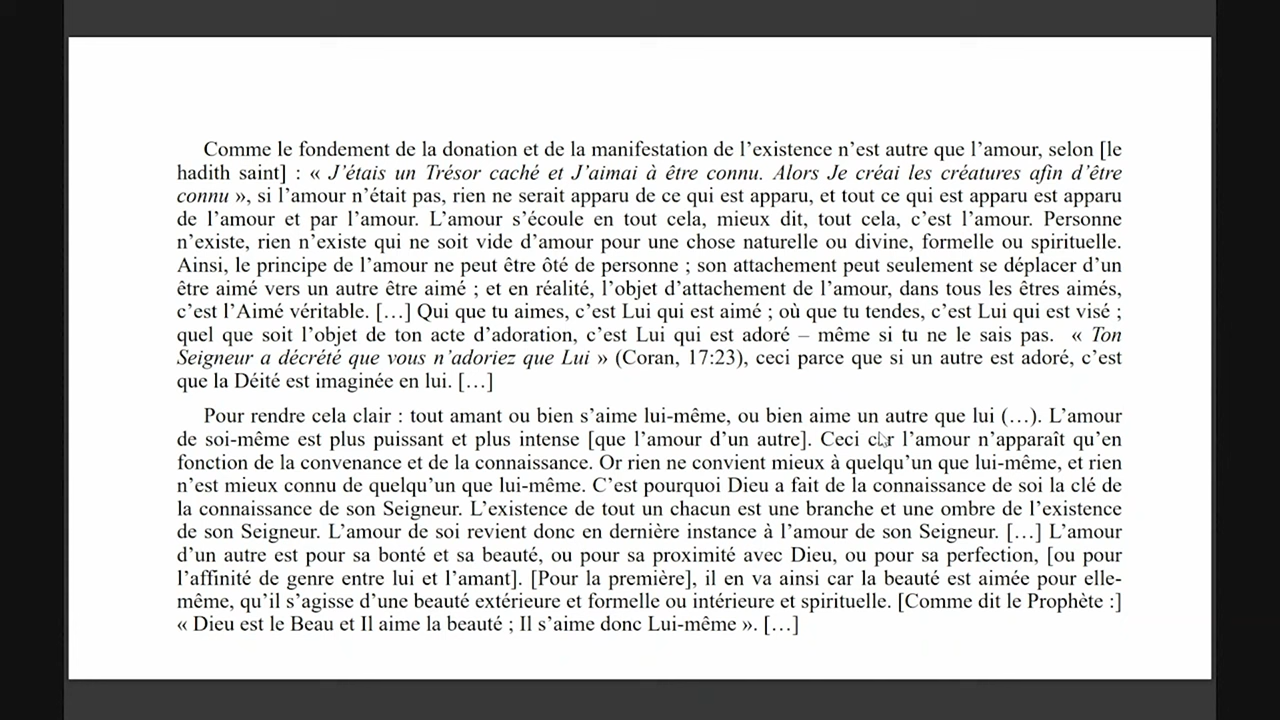 Comme le fondement de la donation et de la manifestation de l’existence n’est autre que l’amour, selon [le
hadith saint] : « J’étais un Trésor caché et J’aimai à être connu. Alors Je créai les créatures afin d’être
connu », si l’amour n’était pas, rien ne serait apparu de ce qui est apparu, et tout ce qui est apparu est apparu
de l’amour et par l’amour. L’amour s’écoule en tout cela, mieux dit, tout cela, c’est l’amour. Personne
n’existe, rien n’existe qui ne soit vide d’amour pour une chose naturelle ou divine, formelle ou spirituelle.
Ainsi, le principe de l’amour ne peut être ôté de personne ; son attachement peut seulement se déplacer d’un
être aimé vers un autre être aimé ; et en réalité, l’objet d’attachement de l’amour, dans tous les êtres aimés,
c’est l’Aimé véritable. […] Qui que tu aimes, c’est Lui qui est aimé ; où que tu tendes, c’est Lui qui est visé ;
quel que soit l’objet de ton acte d’adoration, c’est Lui qui est adoré – même si tu ne le sais pas. « Ton
Seigneur a décrété que vous n’adoriez que Lui » (Coran, 17:23), ceci parce que si un autre est adoré, c’est
que la Déité est imaginée en lui. […]
Pour rendre cela clair : tout amant ou bien s’aime lui-même, ou bien aime un autre que lui (…). L’amour
de soi-même est plus puissant et plus intense [que l’amour d’un autre]. Ceci car l’amour n’apparaît qu’en
fonction de la convenance et de la connaissance. Or rien ne convient mieux à quelqu’un que lui-même, et rien
n’est mieux connu de quelqu’un que lui-même. C’est pourquoi Dieu a fait de la connaissance de soi la clé de
la connaissance de son Seigneur. L’existence de tout un chacun est une branche et une ombre de l’existence
de son Seigneur. L’amour de soi revient donc en dernière instance à l’amour de son Seigneur. […] L’amour
d’un autre est pour sa bonté et sa beauté, ou pour sa proximité avec Dieu, ou pour sa perfection, [ou pour
l’affinité de genre entre lui et l’amant]. [Pour la première], il en va ainsi car la beauté est aimée pour elle-
même, qu’il s’agisse d’une beauté extérieure et formelle ou intérieure et spirituelle. [Comme dit le Prophète :]
« Dieu est le Beau et Il aime la beauté ; Il s’aime donc Lui-même ». […]